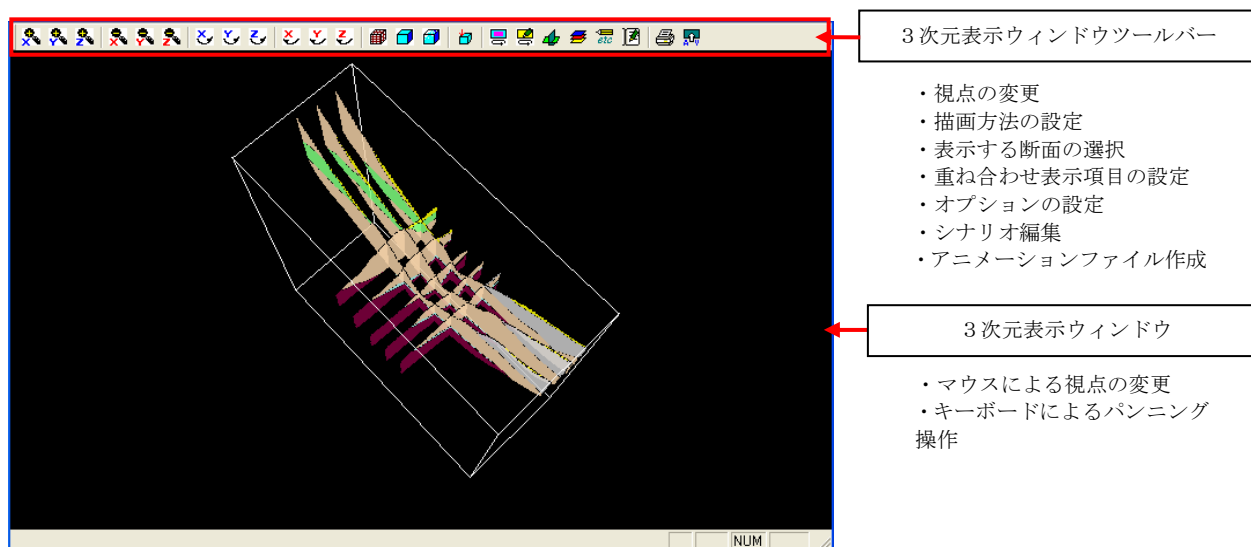 X Y Z X Y Z X Y Z X Y Z etc
3次元表示ウィンドウツールバー
・視点の変更
・描画方法の設定
・表示する断面の選択
・重ね合わせ表示項目の設定
・オプションの設定
・シナリオ編集
・アニメーションファイル作成
3次元表示ウィンドウ
・マウスによる視点の変更
・キーボードによるパンニング
操作
NUM